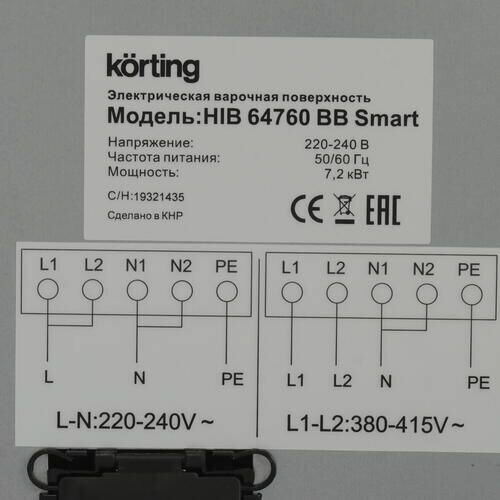 körting
Электрическая варочная поверхность
Модель:HIB 64760 BB Smart
Напряжение: 220-240 В
Частота питания: 50/60 Гц
Мощность: 7,2 кВт
С/Н:19321435
Сделано в КНР
CE EAC
L1 L2 N1 N2 PE
L N PE
L-N:220-240V~
L1 L2 N1 N2 PE
L1 L2 N PE
L1-L2:380-415V~